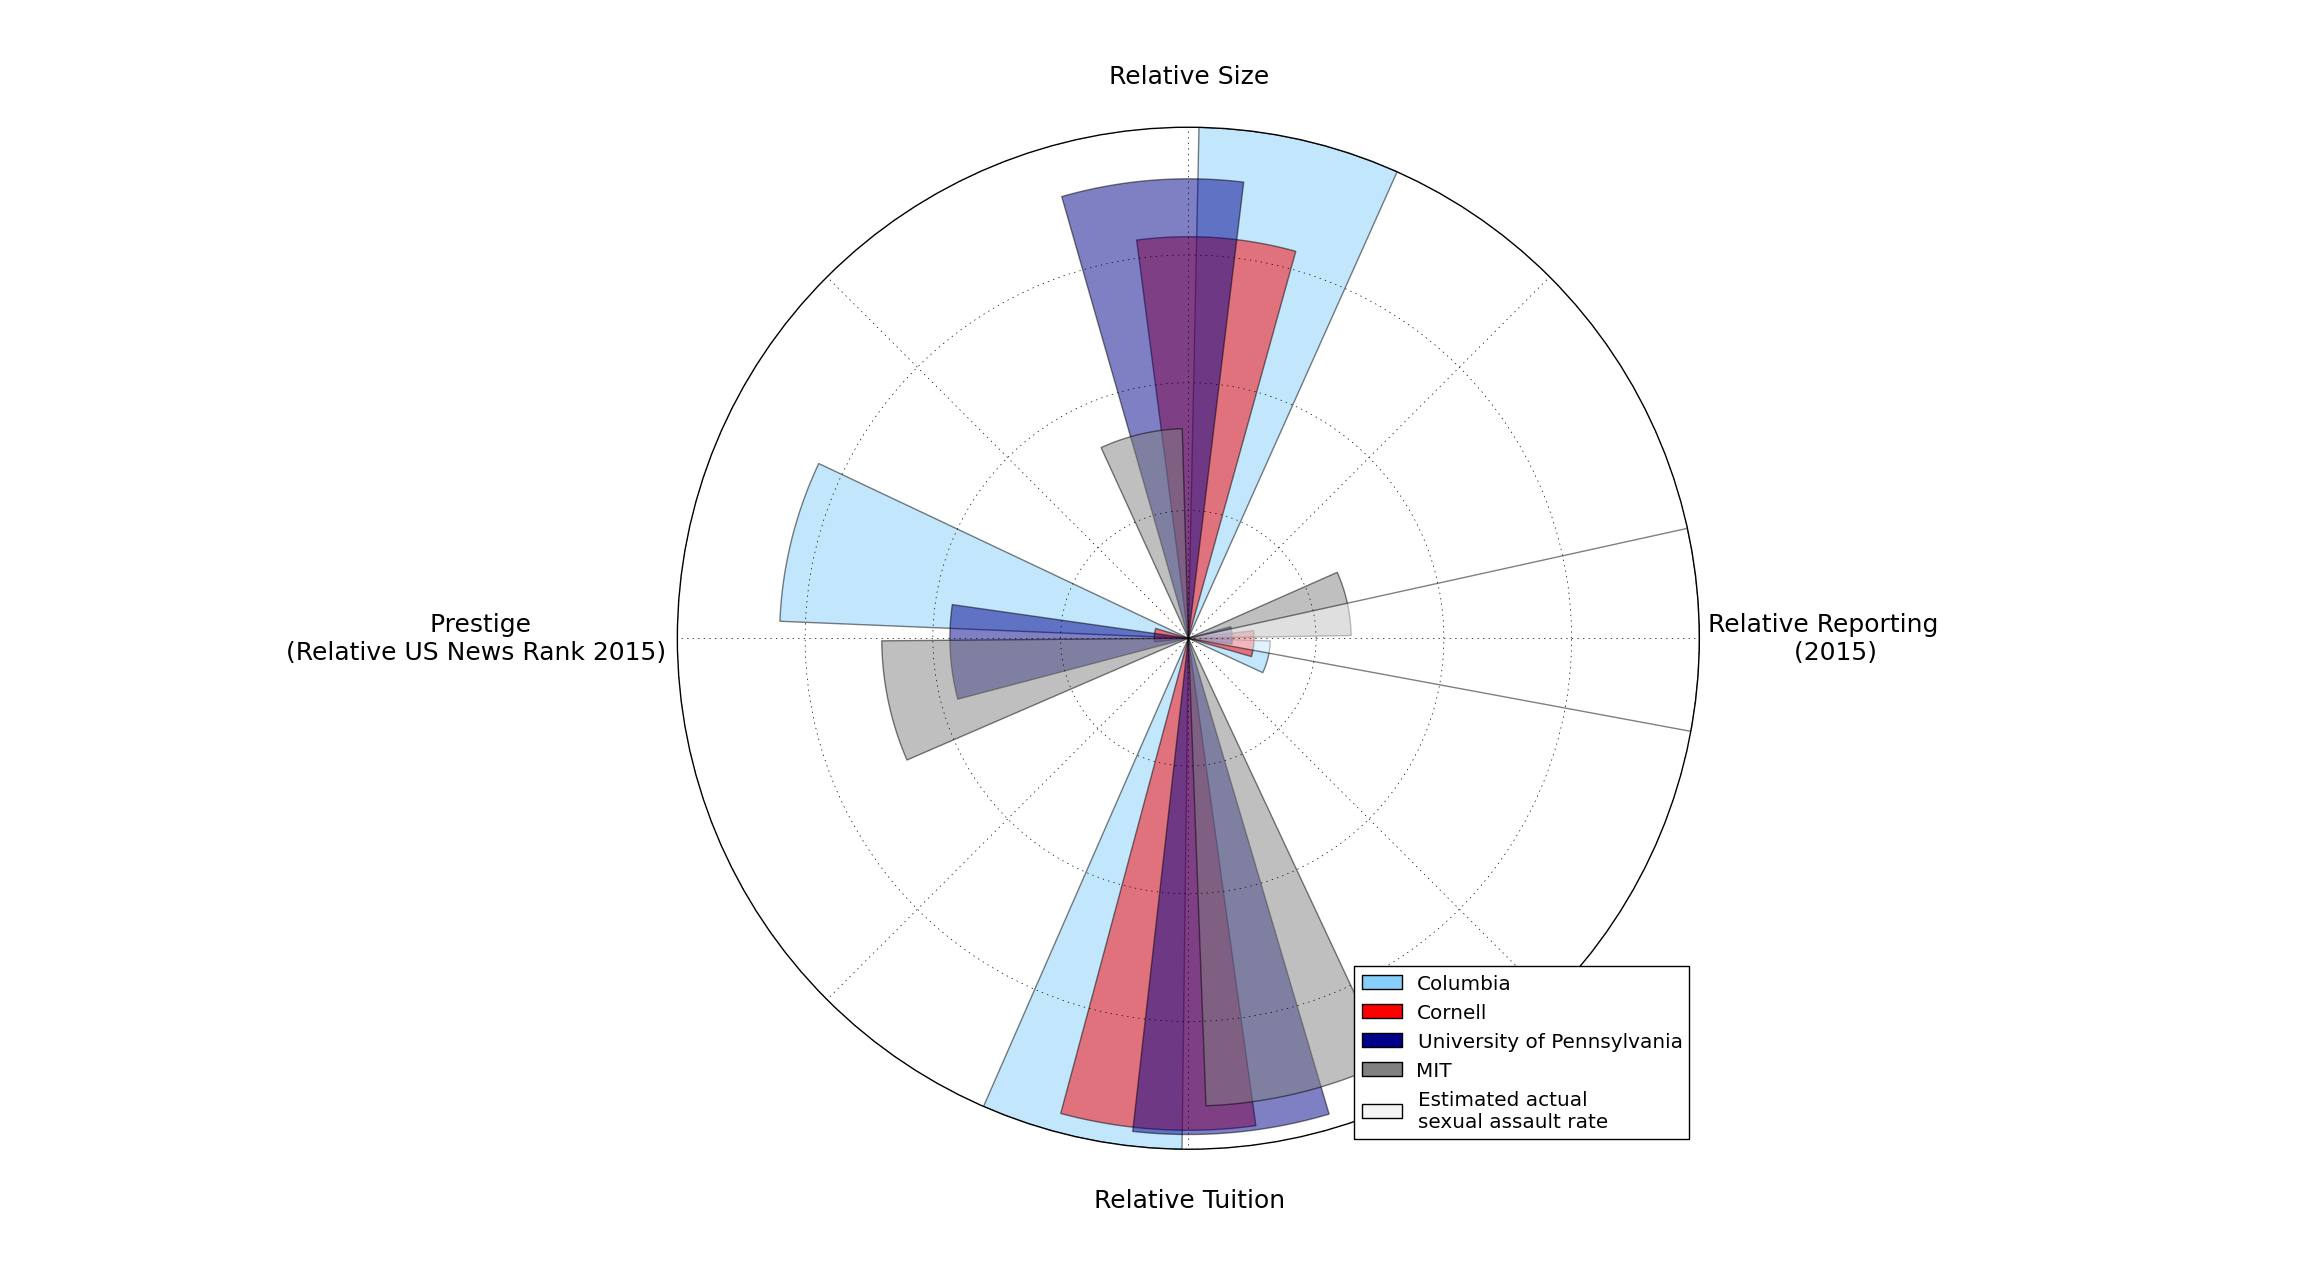 Relative Size
Prestige
(Relative US News Rank 2015)
Relative Reporting
(2015)
Columbia
Cornell
University of Pennsylvania
MIT
Estimated actual
sexual assault rate
Relative Tuition